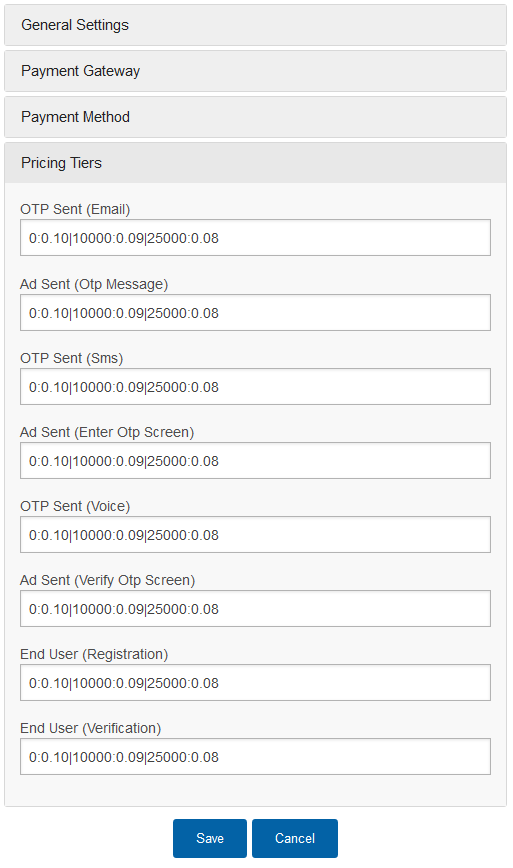 General Settings
Payment Gateway
Payment Method
Pricing Tiers
OTP Sent (Email)
0:0.10|10000:0.09|25000:0.08
Ad Sent (Otp Message)
0:0.10|10000:0.09|25000:0.08
OTP Sent (Sms)
0:0.10|10000:0.09|25000:0.08
Ad Sent (Enter Otp Screen)
0:0.10|10000:0.09|25000:0.08
OTP Sent (Voice)
0:0.10|10000:0.09|25000:0.08
Ad Sent (Verify Otp Screen)
0:0.10|10000:0.09|25000:0.08
End User (Registration)
0:0.10|10000:0.09|25000:0.08
End User (Verification)
0:0.10|10000:0.09|25000:0.08
Save Cancel